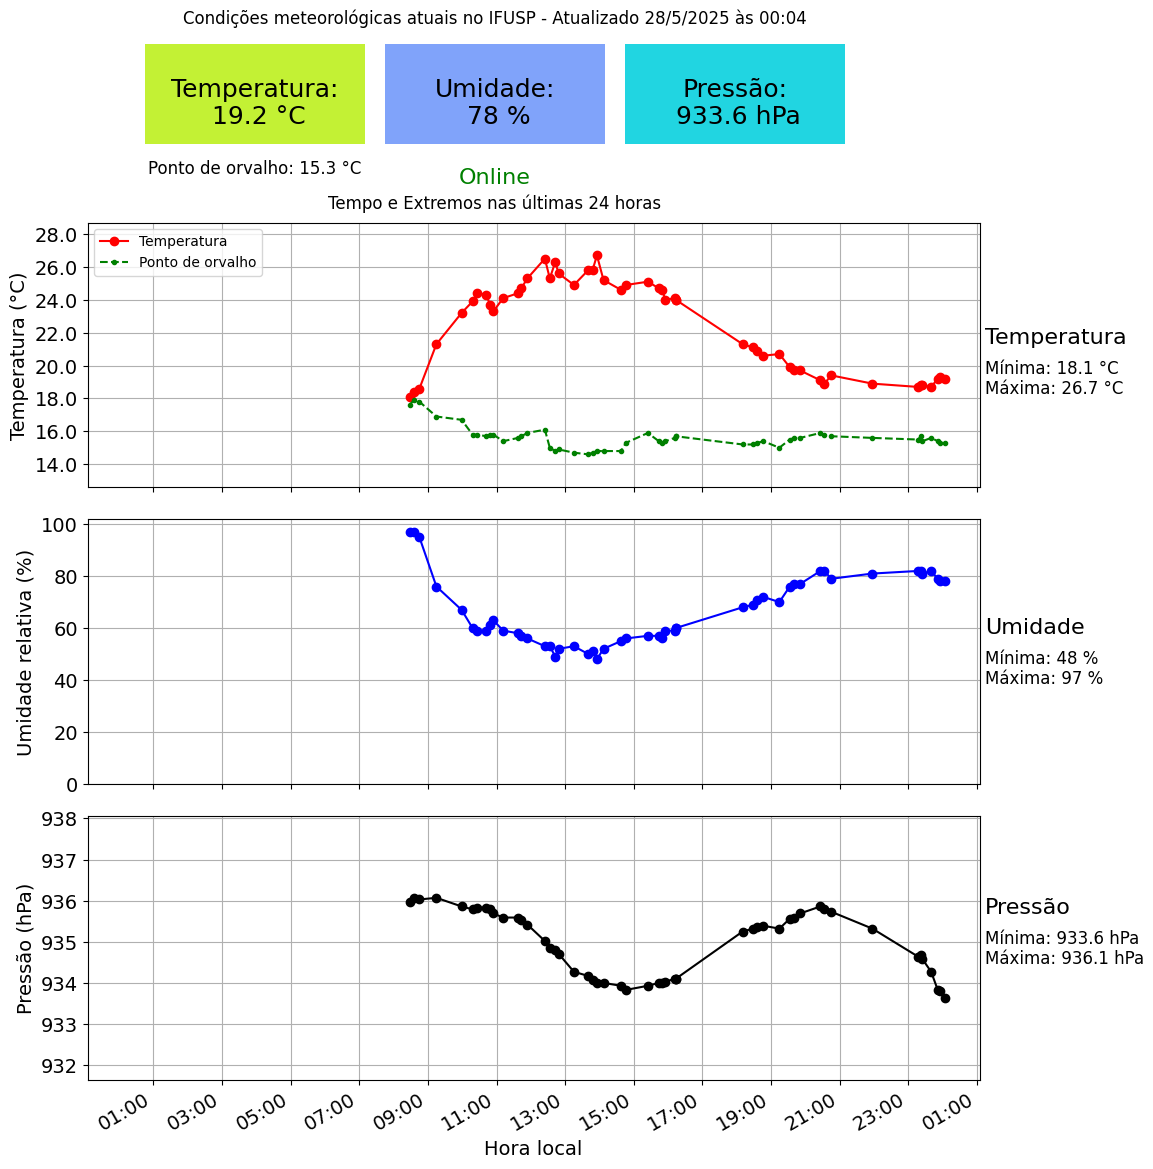 Condições meteorológicas atuais no IFUSP - Atualizado 28/5/2025 às 00:04
Temperatura:
19.2 °C
Umidade:
78 %
Pressão:
933.6 hPa
Ponto de orvalho: 15.3 °C
Online
Tempo e Extremos nas últimas 24 horas
Temperatura (°C)
28.0
26.0
24.0
22.0
20.0
18.0
16.0
14.0
Temperatura
Ponto de orvalho
Temperatura
Mínima: 18.1 °C
Máxima: 26.7 °C
Umidade relativa (%)
100
80
60
40
20
0
Umidade
Mínima: 48 %
Máxima: 97 %
Pressão (hPa)
938
937
936
935
934
933
932
Pressão
Mínima: 933.6 hPa
Máxima: 936.1 hPa
01:00 03:00 05:00 07:00 09:00 11:00 13:00 15:00 17:00 19:00 21:00 23:00 01:00
Hora local